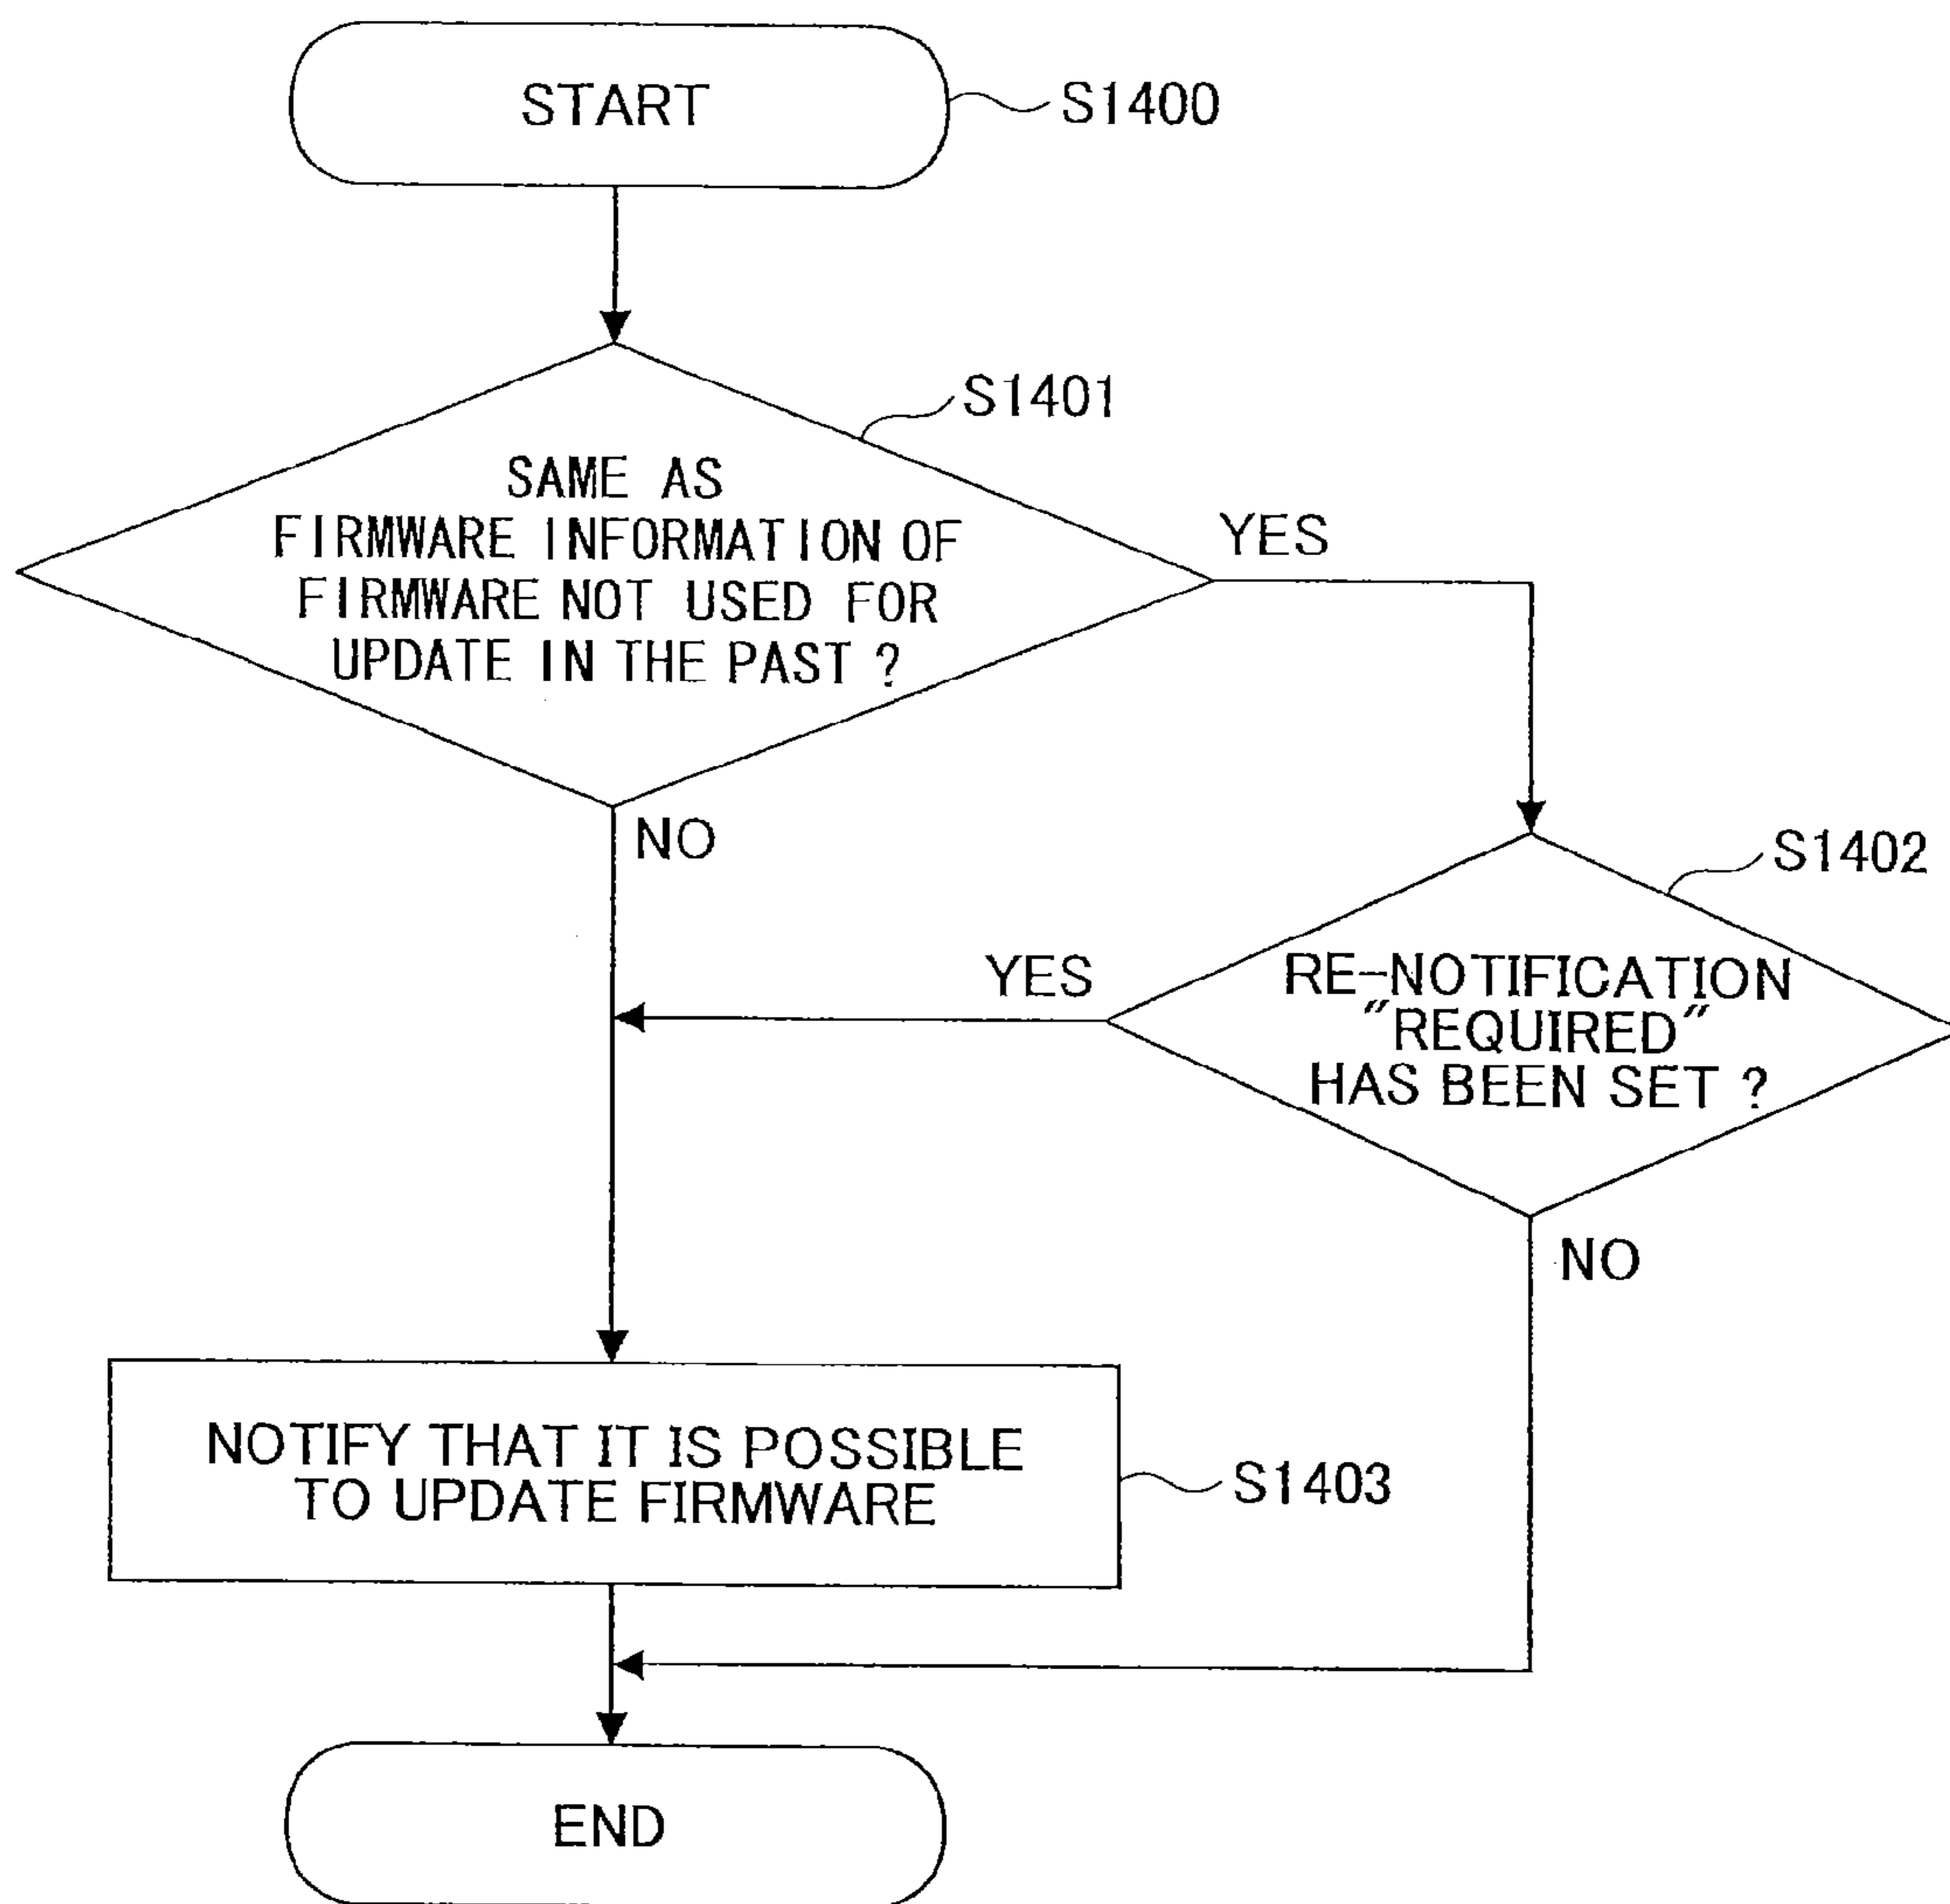 START
S1400
S1401
SAME AS
FIRMWARE INFORMATION OF
FIRMWARE NOT USED FOR
UPDATE IN THE PAST ?
YES
NO
S1402
YES
RE-NOTIFICATION
"REQUIRED"
HAS BEEN SET ?
NO
NOTIFY THAT IT IS POSSIBLE
TO UPDATE FIRMWARE
S1403
END